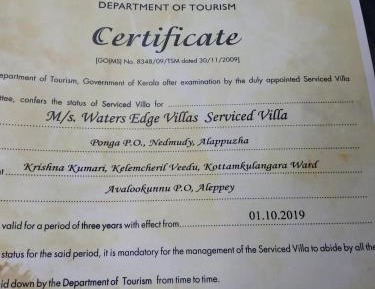 DEPARTMENT OF TOURISM
Certificate
[GO(MS) No. 8348/09/TSM dated 30/11/2009]
epartment of Tourism, Government of Kerala after examination by the duly appointed Serviced Villa
ttee, confers the status of Serviced Villa for
M/s. Waters Edge Villas Serviced Villa
Ponga P.O., Nedmudy, Alappuzha
Krishna Kumari, Kelemcheril Veedu, Kottamkulangara Ward
Avalookunnu P.O, Aleppey
valid for a period of three years with effect from 01.10.2019
status for the said period, it is mandatory for the management of the Serviced Villa to abide by all the
id down by the Department of Tourism from time to time.